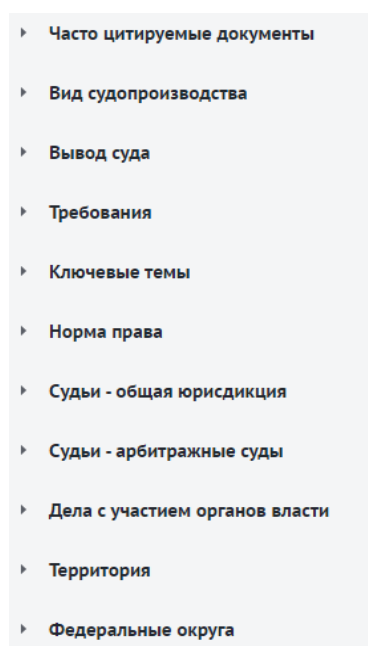 Часто цитируемые документы
Вид судопроизводства
Вывод суда
Требования
Ключевые темы
Норма права
Судьи - общая юрисдикция
Судьи - арбитражные суды
Дела с участием органов власти
Территория
Федеральные округа